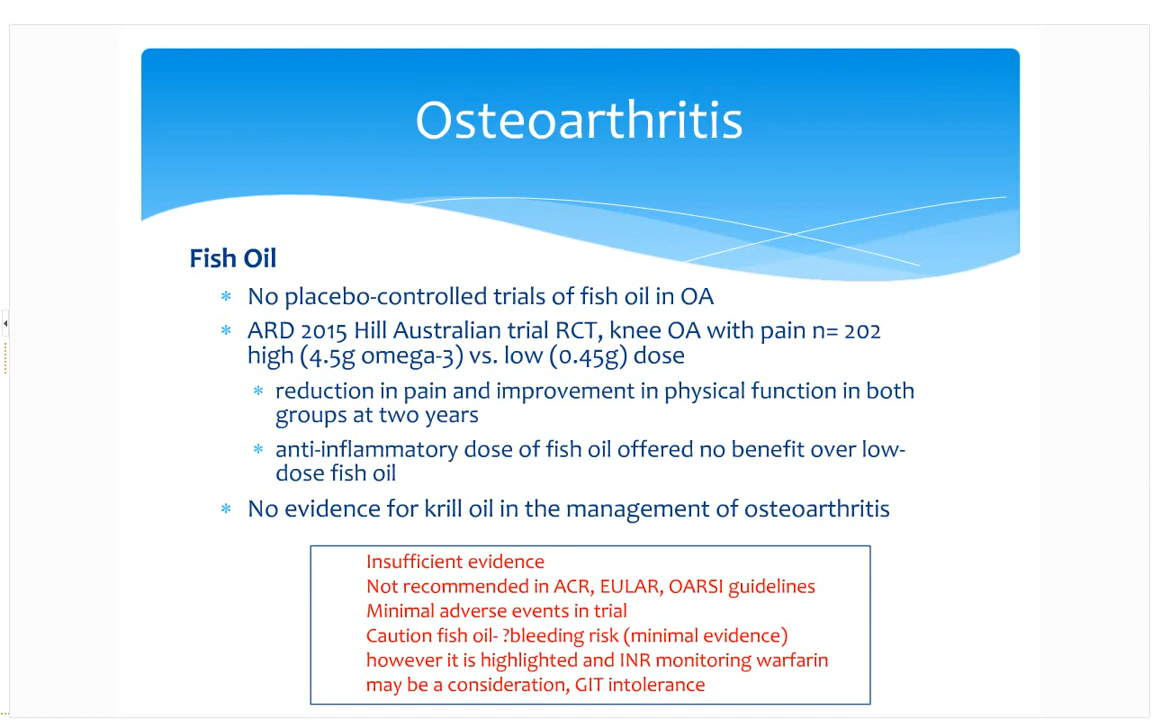 Osteoarthritis
Fish Oil
* No placebo-controlled trials of fish oil in OA
* ARD 2015 Hill Australian trial RCT, knee OA with pain n= 202
high (4.5g omega-3) vs. low (0.45g) dose
* reduction in pain and improvement in physical function in both
groups at two years
* anti-inflammatory dose of fish oil offered no benefit over low-
dose fish oil
* No evidence for krill oil in the management of osteoarthritis
Insufficient evidence
Not recommended in ACR, EULAR, OARSI guidelines
Minimal adverse events in trial
Caution fish oil- ?bleeding risk (minimal evidence)
however it is highlighted and INR monitoring warfarin
may be a consideration, GIT intolerance